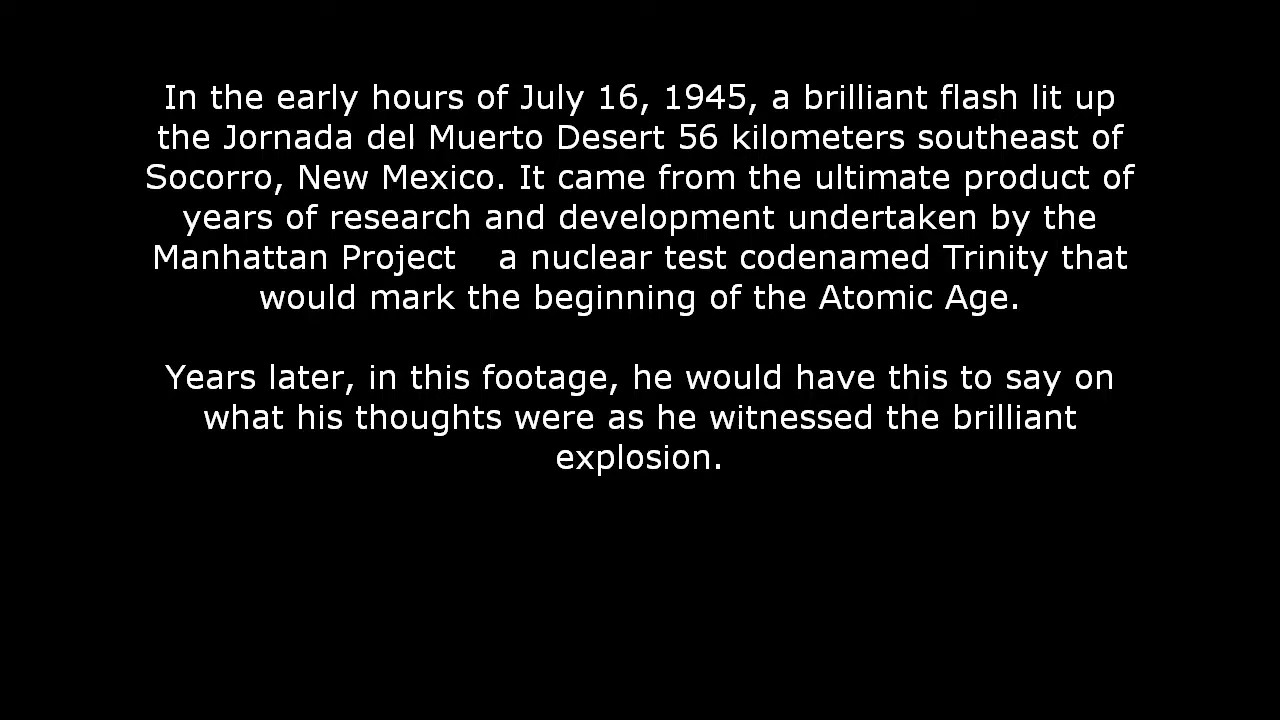 In the early hours of July 16, 1945, a brilliant flash lit up
the Jornada del Muerto Desert 56 kilometers southeast of
Socorro, New Mexico. It came from the ultimate product of
years of research and development undertaken by the
Manhattan Project    a nuclear test codenamed Trinity that
would mark the beginning of the Atomic Age.
Years later, in this footage, he would have this to say on
what his thoughts were as he witnessed the brilliant
explosion.